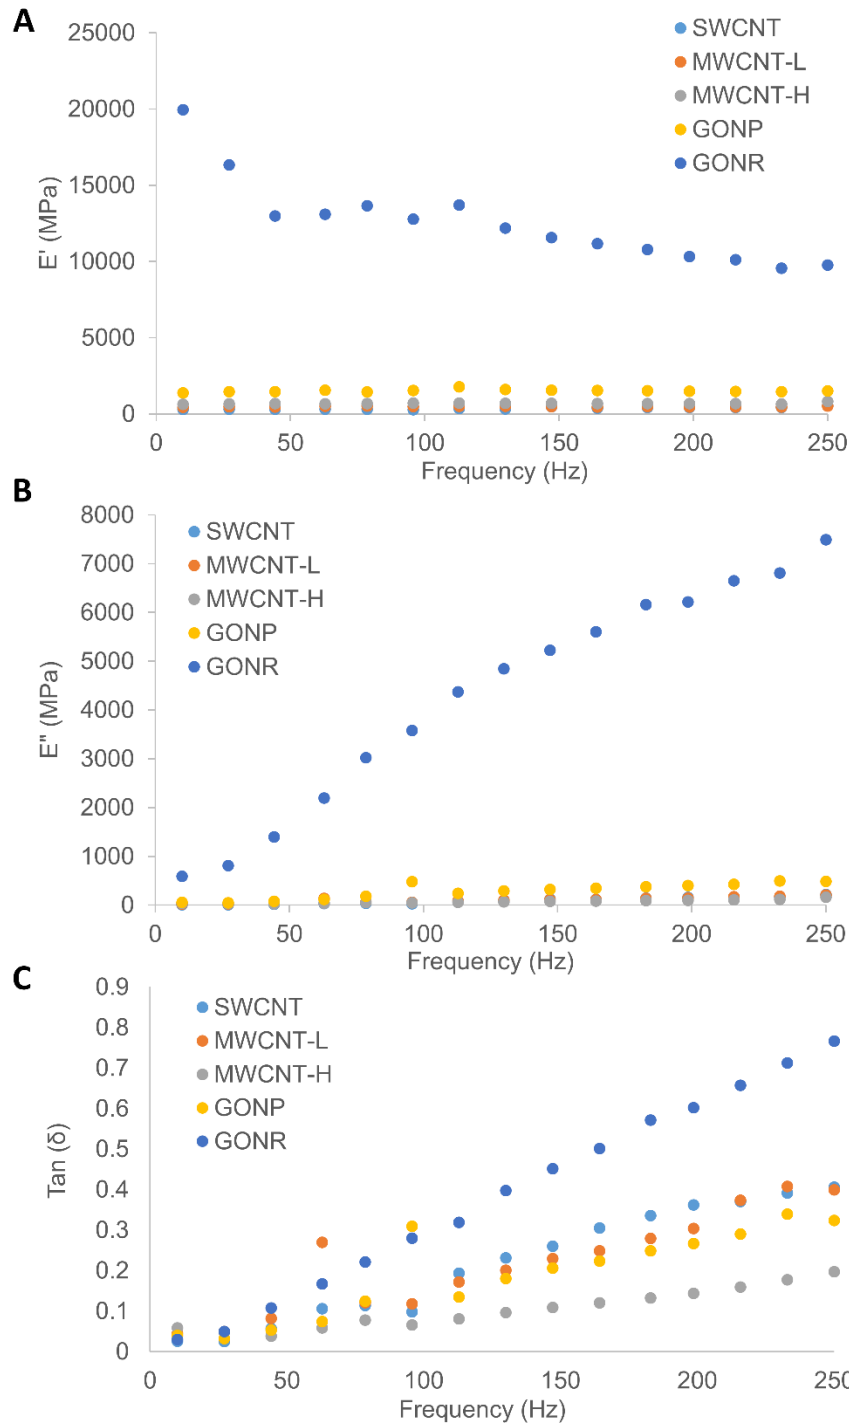 A
25000
20000
15000
10000
5000
0
E' (MPa)
SWCNT
MWCNT-L
MWCNT-H
GONP
GONR
0 50 100 150 200 250
Frequency (Hz)
B
8000
7000
6000
5000
4000
3000
2000
1000
0
E" (MPa)
SWCNT
MWCNT-L
MWCNT-H
GONP
GONR
0 50 100 150 200 250
Frequency (Hz)
C
0.9
0.8
0.7
0.6
0.5
0.4
0.3
0.2
0.1
0
Tan (δ)
SWCNT
MWCNT-L
MWCNT-H
GONP
GONR
0 50 100 150 200 250
Frequency (Hz)